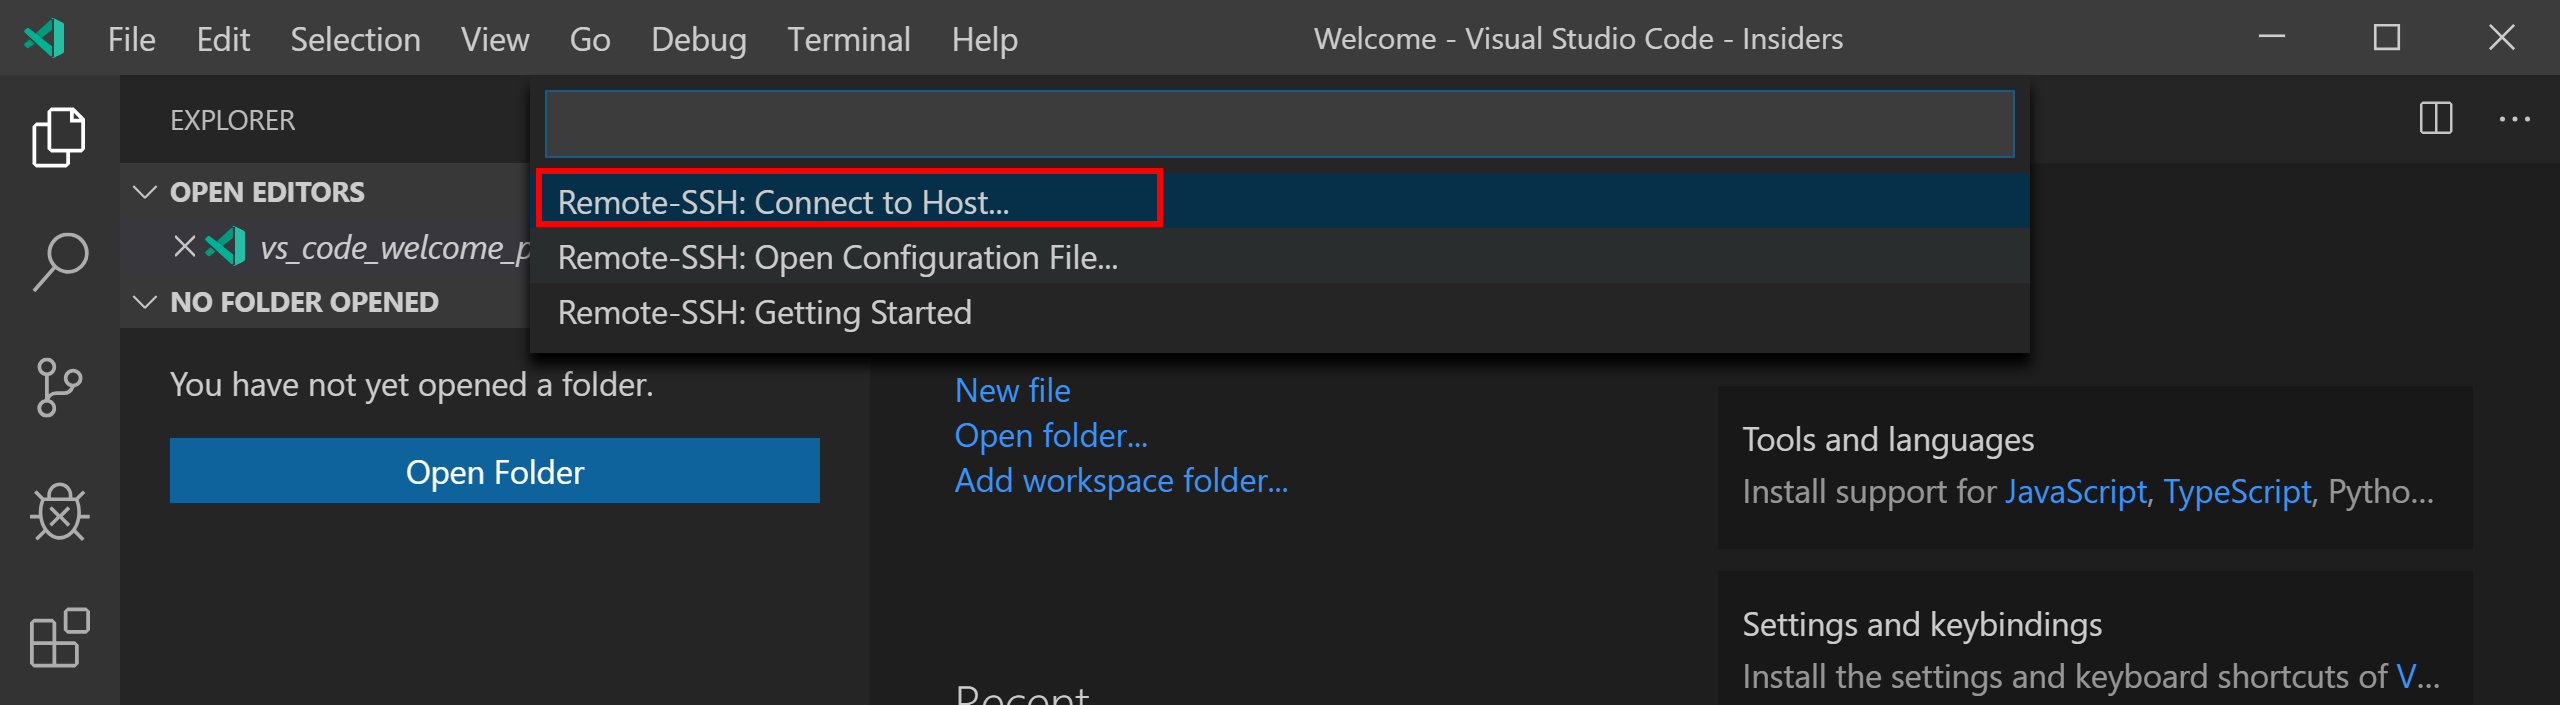 File Edit Selection View Go Debug Terminal Help Welcome - Visual Studio Code - Insiders
EXPLORER
Remote-SSH: Connect to Host...
Remote-SSH: Open Configuration File...
Remote-SSH: Getting Started
OPEN EDITORS
vs_code_welcome_p
NO FOLDER OPENED
You have not yet opened a folder.
Open Folder
New file
Open folder...
Add workspace folder...
Recent
Tools and languages
Install support for JavaScript, TypeScript, Pytho...
Settings and keybindings
Install the settings and keyboard shortcuts of V...